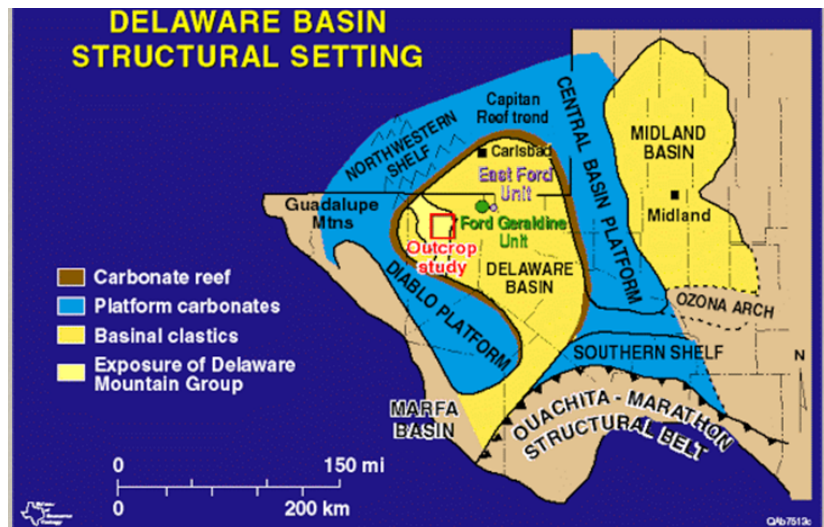 DELAWARE BASIN
STRUCTURAL SETTING
NORTHWESTERN
SHELF
Capitan
Reef trend
CENTRAL BASIN PLATFORM
MIDLAND
BASIN
Carlsbad
East Ford
Unit
Midland
Guadalupe
Mtns
Ford Geraldine
Unit
Outcrop
study
DELAWARE
BASIN
DIABLO PLATFORM
OZONA ARCH
SOUTHERN SHELF
N
MARFA
BASIN
OUACHITA - MARATHON
STRUCTURAL BELT
Carbonate reef
Platform carbonates
Basinal clastics
Exposure of Delaware
Mountain Group
0 150 mi
0 200 km